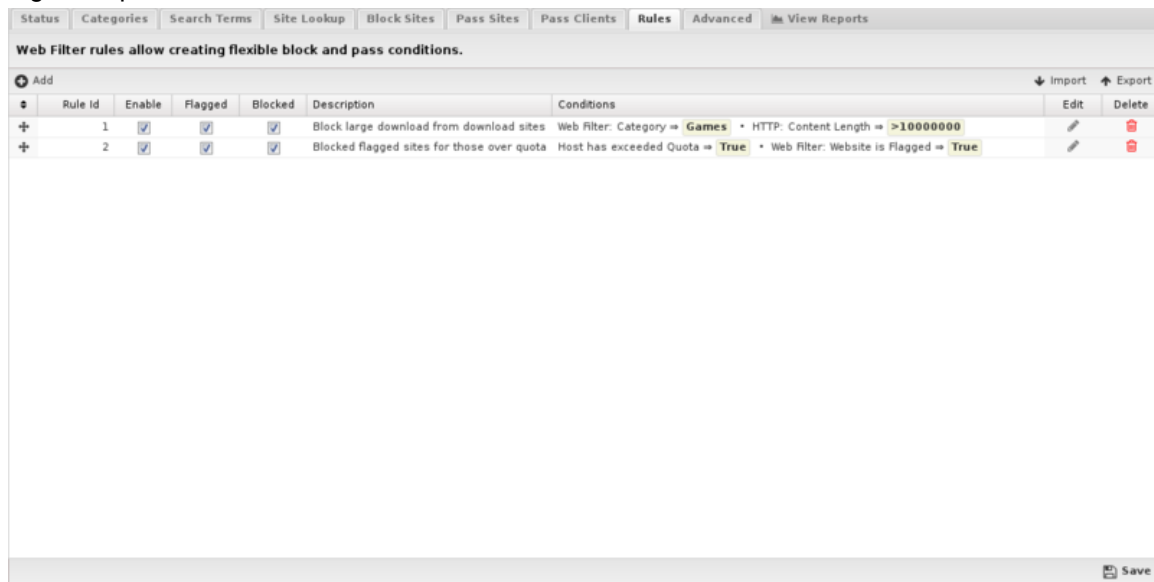 Status Categories Search Terms Site Lookup Block Sites Pass Sites Pass Clients Rules Advanced View Reports
Web Filter rules allow creating flexible block and pass conditions.
Add Import Export
Rule Id Enable Flagged Blocked Description Conditions Edit Delete
1 Block large download from download sites Web Filter: Category ⇒ Games • HTTP: Content Length ⇒ >10000000
2 Blocked flagged sites for those over quota Host has exceeded Quota ⇒ True • Web Filter: Website is Flagged ⇒ True
Save